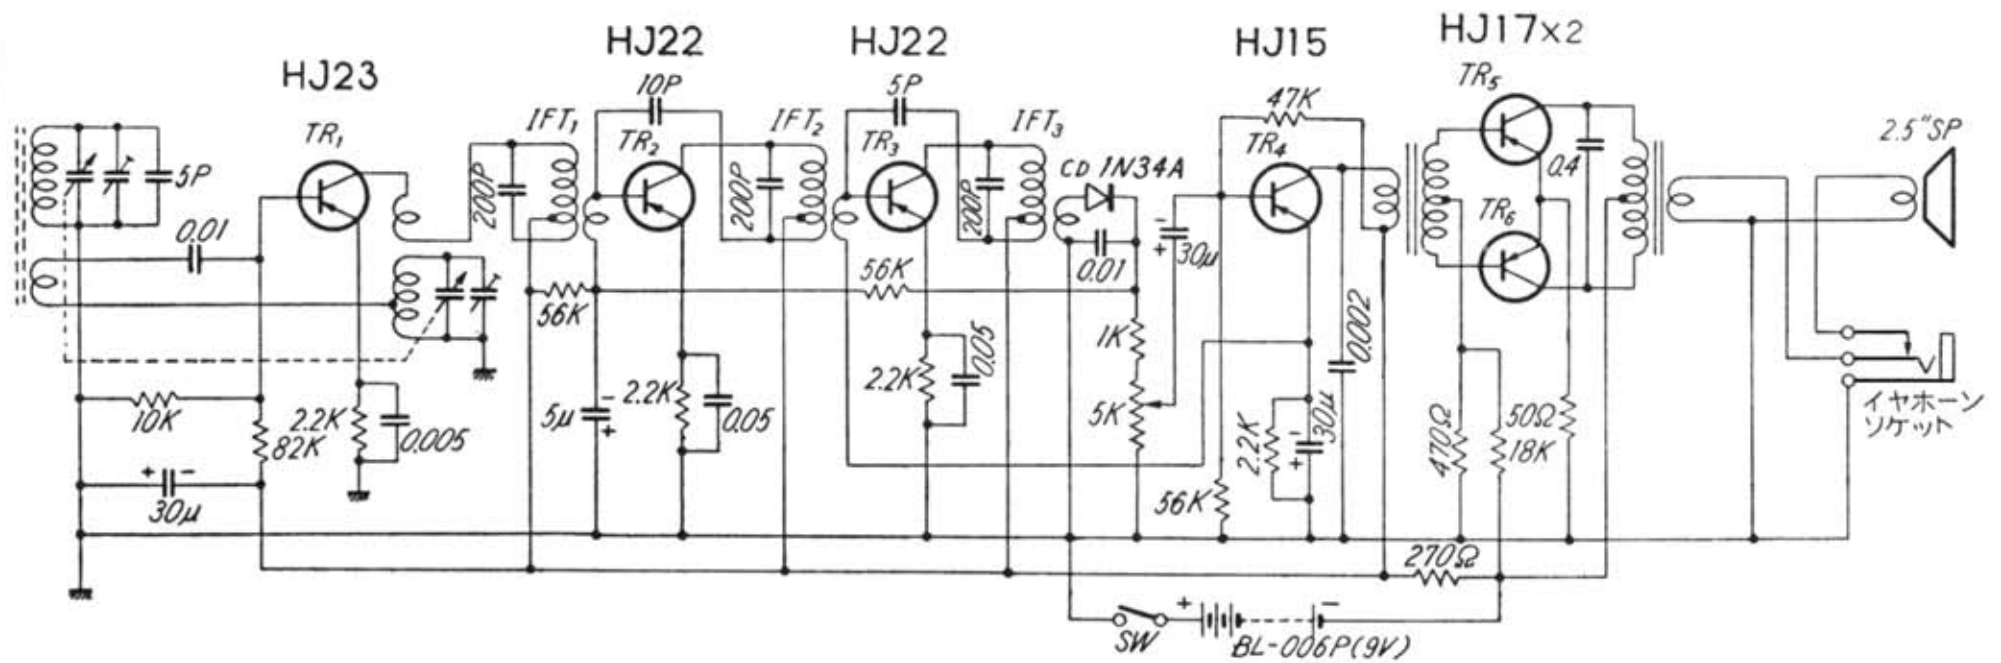 HJ23
HJ22
HJ22
HJ15
HJ17x2
TR1
IFT1
10P
TR2
IFT2
5P
TR3
IFT3
CD 1N34A
47K
TR4
TR5
TR6
0.4
2.5"SP
5P
0.01
200P
200P
200P
0.01
- + 30μ
56K
56K
1K
5K
0.002
10K
82K
2.2K
0.005
+ -
30μ
5μ
- +
2.2K
0.05
2.2K
0.05
56K
2.2K
- + 30μ
470Ω
18K
50Ω
270Ω
イヤホーン
ソケット
SW
+ -
BL-006P(9V)